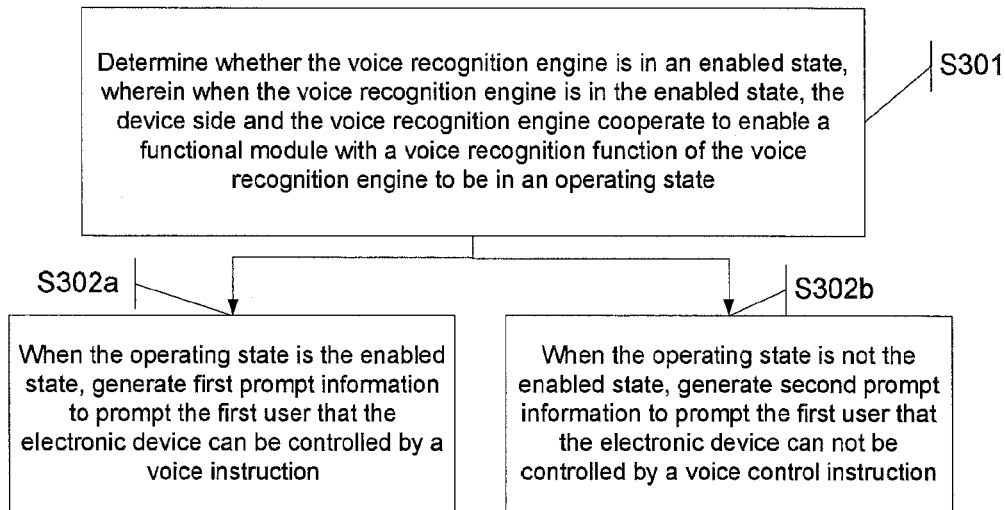 Determine whether the voice recognition engine is in an enabled state,
wherein when the voice recognition engine is in the enabled state, the
device side and the voice recognition engine cooperate to enable a
functional module with a voice recognition function of the voice
recognition engine to be in an operating state
S301
S302a
When the operating state is the enabled
state, generate first prompt information
to prompt the first user that the
electronic device can be controlled by a
voice instruction
S302b
When the operating state is not the
enabled state, generate second prompt
information to prompt the first user that
the electronic device can not be
controlled by a voice control instruction